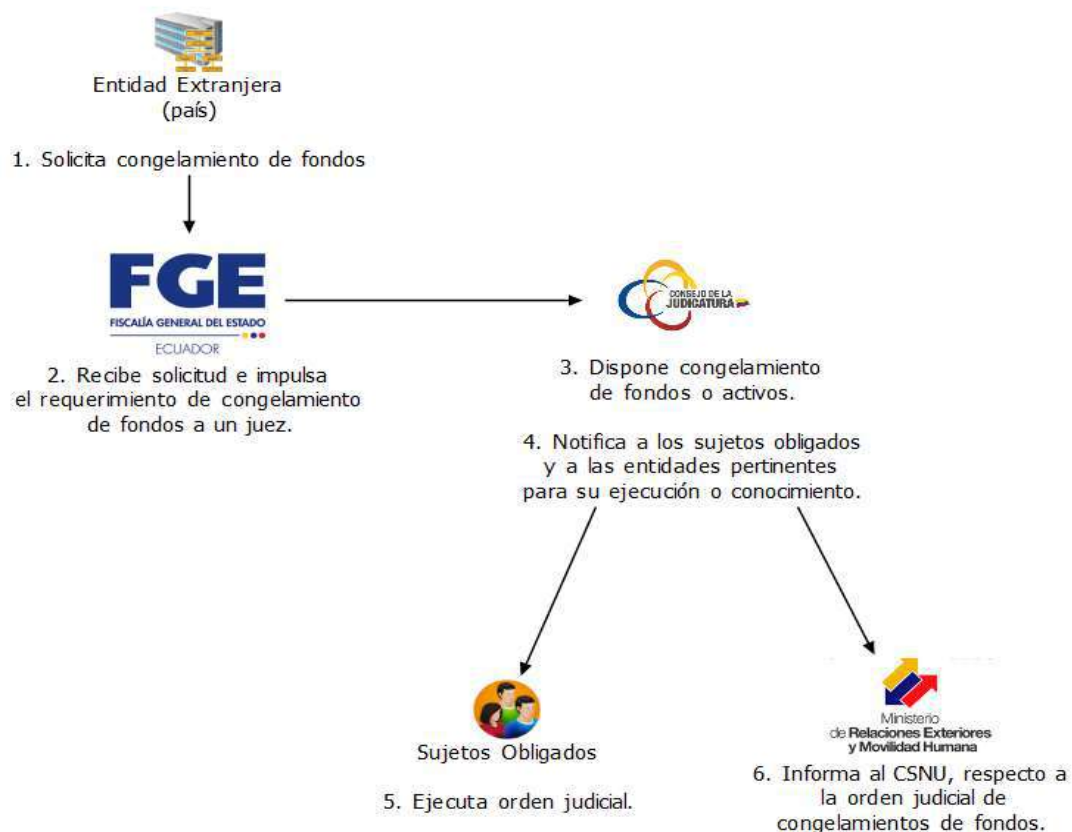 Entidad Extranjera
(país)
1. Solicita congelamiento de fondos
FGE
FISCALÍA GENERAL DEL ESTADO
ECUADOR
2. Recibe solicitud e impulsa
el requerimiento de congelamiento
de fondos a un juez.
CONSEJO DE LA
JUDICATURA
3. Dispone congelamiento
de fondos o activos.
4. Notifica a los sujetos obligados
y a las entidades pertinentes
para su ejecución o conocimiento.
Sujetos Obligados
5. Ejecuta orden judicial.
Ministerio
de Relaciones Exteriores
y Movilidad Humana
6. Informa al CSNU, respecto a
la orden judicial de
congelamientos de fondos.